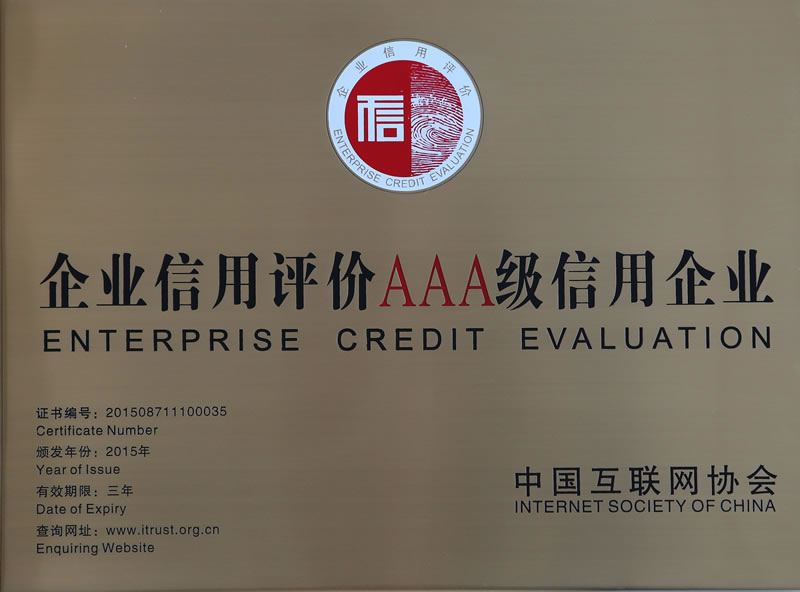 企业信用评价
信
ENTERPRISE CREDIT EVALUATION
企业信用评价AAA级信用企业
ENTERPRISE CREDIT EVALUATION
证书编号：201508711100035
Certificate Number
颁发年份：2015年
Year of Issue
有效期限：三年
Date of Expiry
查询网址：www.itrust.org.cn
Enquiring Website
中国互联网协会
INTERNET SOCIETY OF CHINA